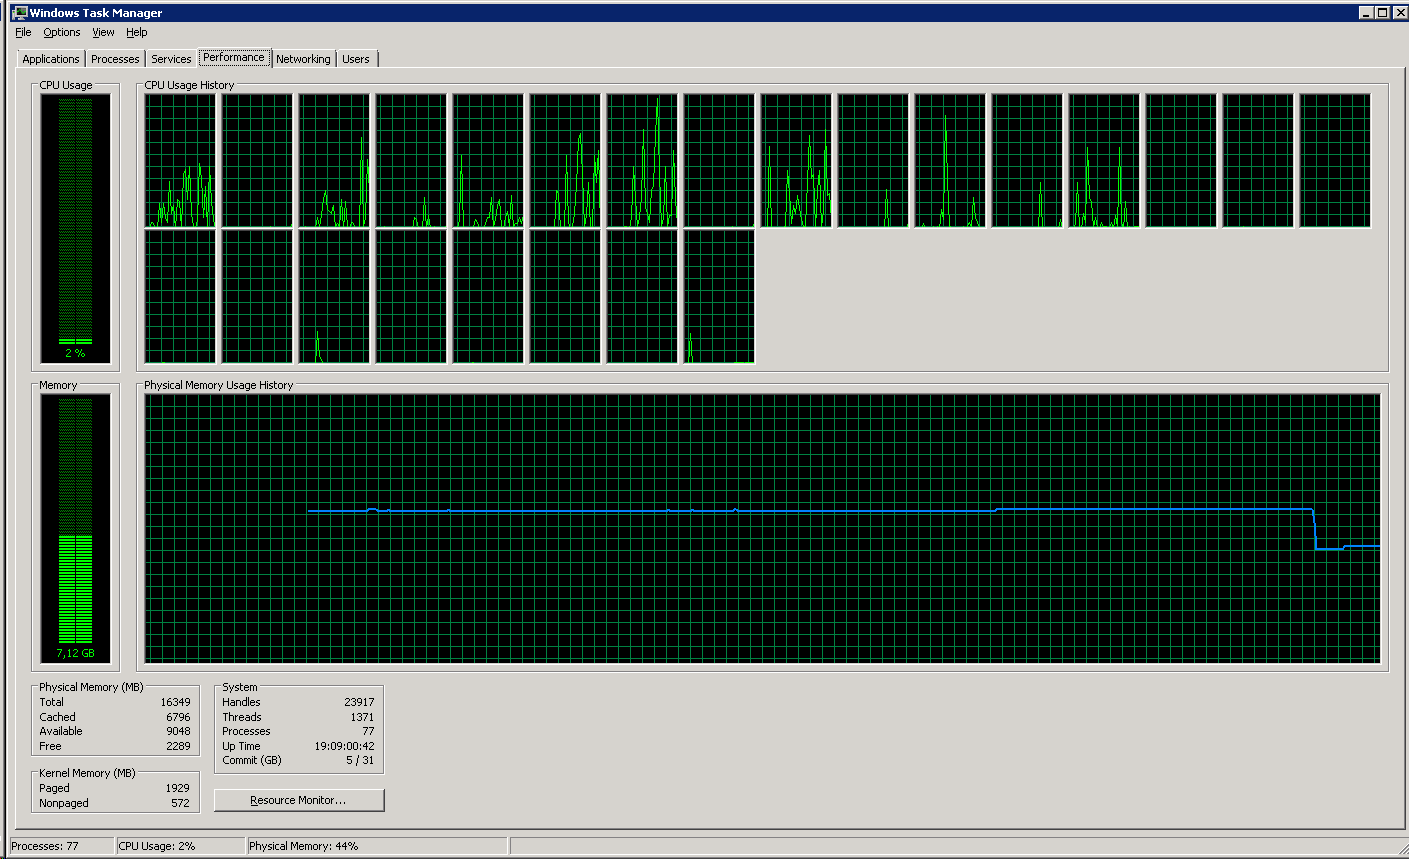 Windows Task Manager
File Options View Help
Applications Processes Services Performance Networking Users
CPU Usage CPU Usage History
2 %
Memory Physical Memory Usage History
7,12 GB
Physical Memory (MB) System
Total 16349 Handles 23917
Cached 6796 Threads 1371
Available 9048 Processes 77
Free 2289 Up Time 19:09:00:42
Commit (GB) 5 / 31
Kernel Memory (MB)
Paged 1929
Nonpaged 572
Resource Monitor...
Processes: 77 CPU Usage: 2% Physical Memory: 44%